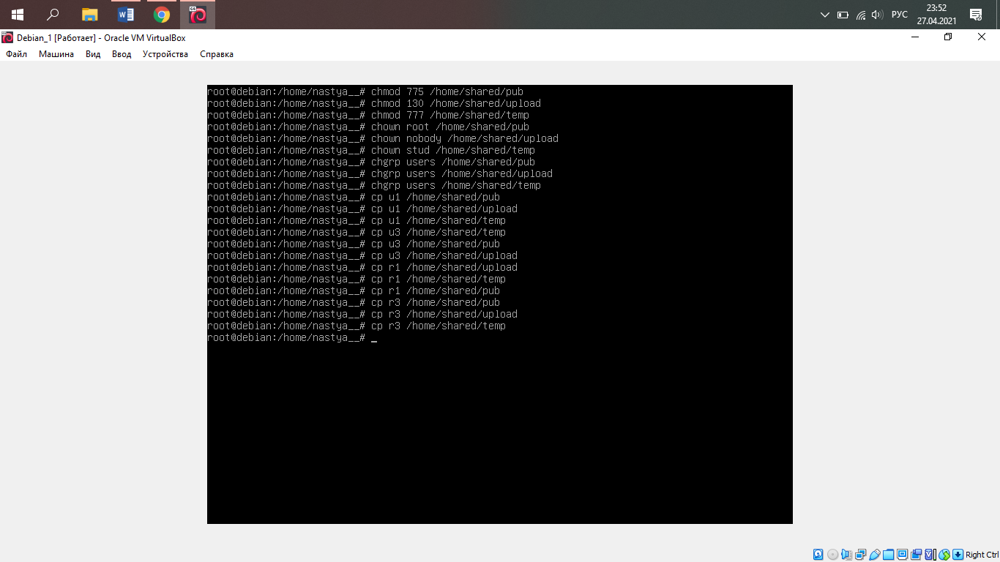 64
РУС
23:52
27.04.2021
Debian_1 [Работает] - Oracle VM VirtualBox
Файл Машина Вид Ввод Устройства Справка
root@debian:/home/nastya__# chmod 775 /home/shared/pub
root@debian:/home/nastya__# chmod 130 /home/shared/upload
root@debian:/home/nastya__# chmod 777 /home/shared/temp
root@debian:/home/nastya__# chown root /home/shared/pub
root@debian:/home/nastya__# chown nobody /home/shared/upload
root@debian:/home/nastya__# chown stud /home/shared/temp
root@debian:/home/nastya__# chgrp users /home/shared/pub
root@debian:/home/nastya__# chgrp users /home/shared/upload
root@debian:/home/nastya__# chgrp users /home/shared/temp
root@debian:/home/nastya__# cp u1 /home/shared/pub
root@debian:/home/nastya__# cp u1 /home/shared/upload
root@debian:/home/nastya__# cp u1 /home/shared/temp
root@debian:/home/nastya__# cp u3 /home/shared/temp
root@debian:/home/nastya__# cp u3 /home/shared/pub
root@debian:/home/nastya__# cp u3 /home/shared/upload
root@debian:/home/nastya__# cp r1 /home/shared/upload
root@debian:/home/nastya__# cp r1 /home/shared/temp
root@debian:/home/nastya__# cp r1 /home/shared/pub
root@debian:/home/nastya__# cp r3 /home/shared/pub
root@debian:/home/nastya__# cp r3 /home/shared/upload
root@debian:/home/nastya__# cp r3 /home/shared/temp
root@debian:/home/nastya__# _
Right Ctrl